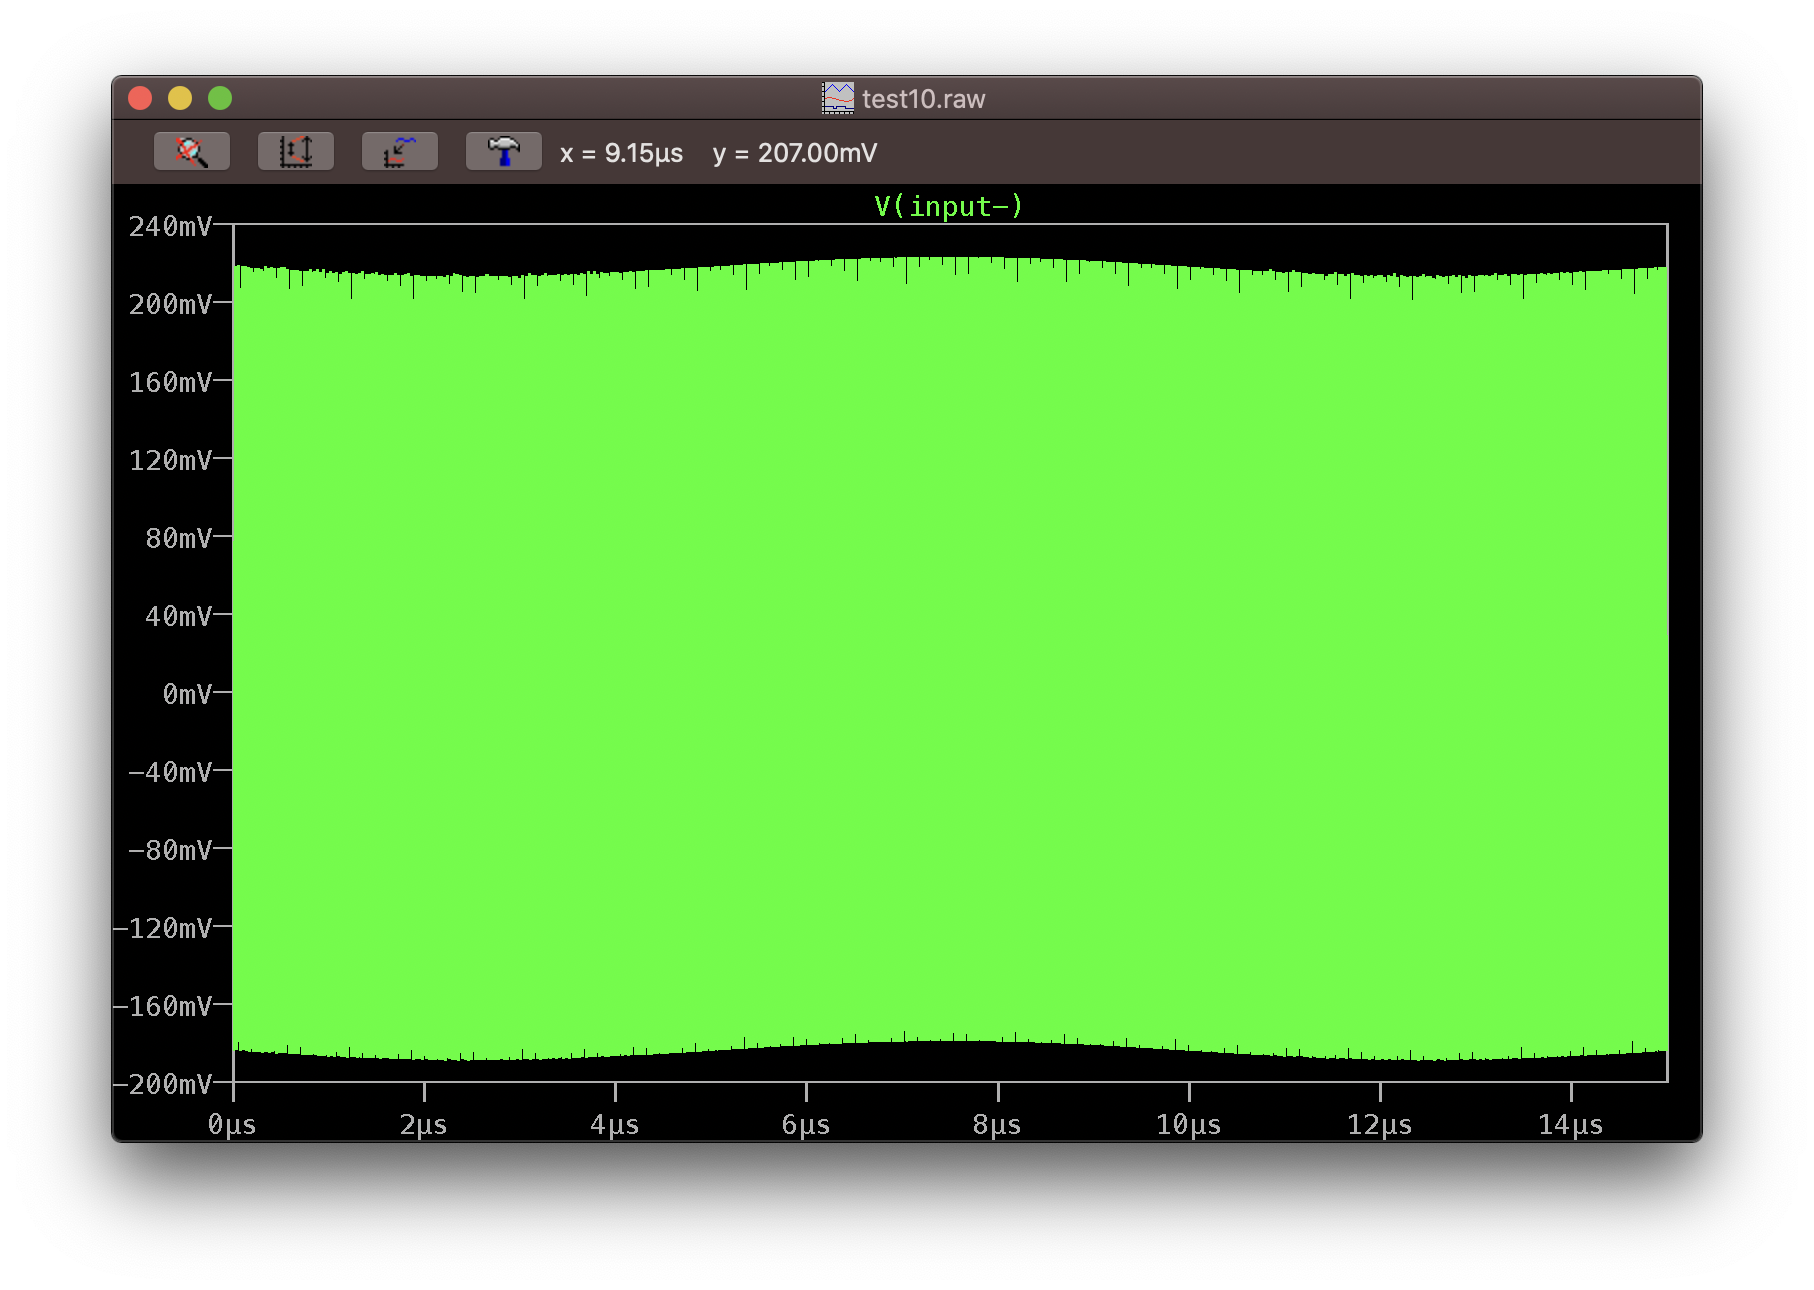 test10.raw
x = 9.15µs y = 207.00mV
V(input−)
240mV
200mV
160mV
120mV
80mV
40mV
0mV
−40mV
−80mV
−120mV
−160mV
−200mV
0µs 2µs 4µs 6µs 8µs 10µs 12µs 14µs